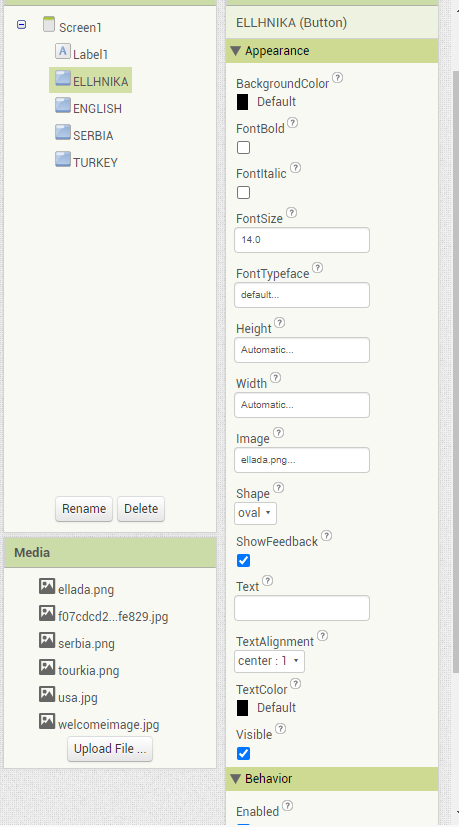 Screen1
Label1
ELLHNIKA
ENGLISH
SERBIA
TURKEY
Rename Delete
Media
ellada.png
f07cdcd2...fe829.jpg
serbia.png
tourkia.png
usa.jpg
welcomeimage.jpg
Upload File ...
ELLHNIKA (Button)
Appearance
BackgroundColor ?
Default
FontBold ?
FontItalic ?
FontSize ?
14.0
FontTypeface ?
default...
Height ?
Automatic...
Width ?
Automatic...
Image ?
ellada.png...
Shape ?
oval
ShowFeedback ?
Text ?
TextAlignment ?
center : 1
TextColor ?
Default
Visible ?
Behavior
Enabled ?